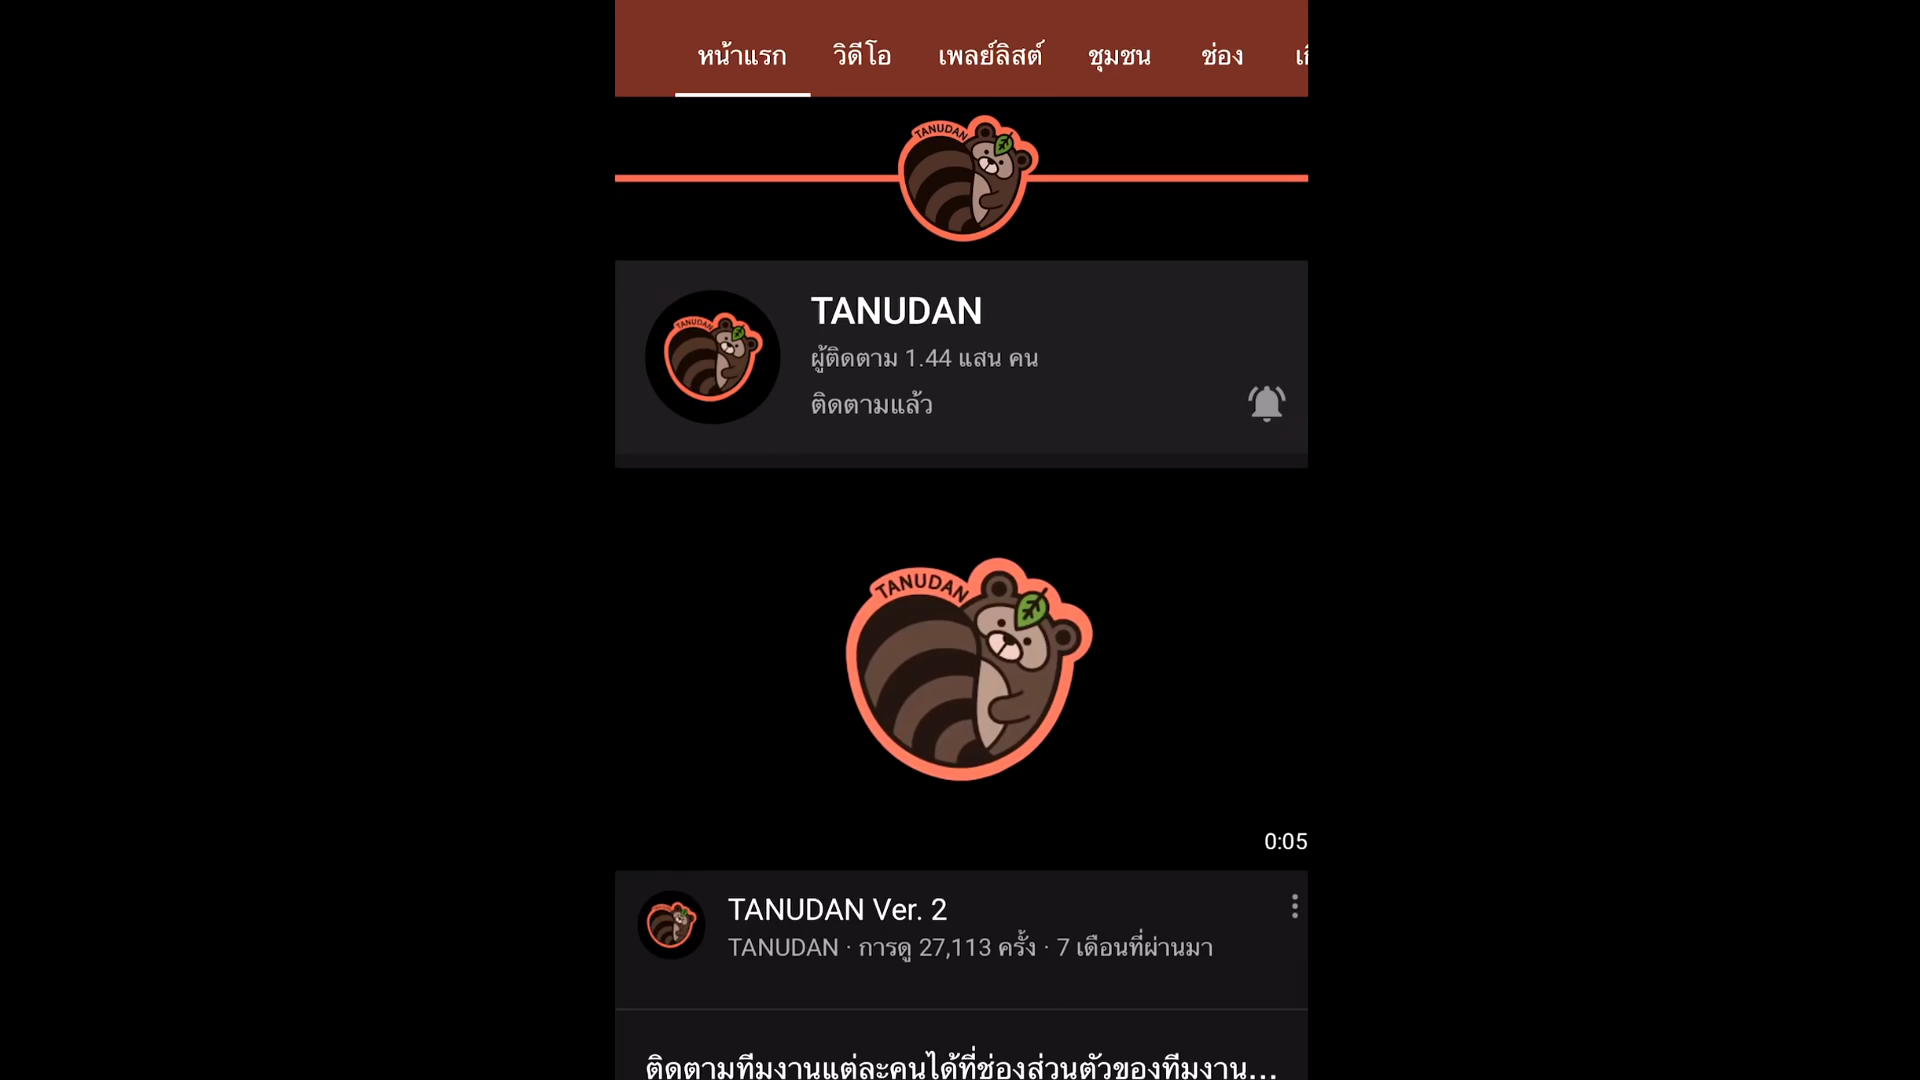 หน้าแรก วิดีโอ เพลย์ลิสต์ ชุมชน ช่อง
TANUDAN
TANUDAN
TANUDAN
ผู้ติดตาม 1.44 แสน คน
ติดตามแล้ว
TANUDAN
0:05
TANUDAN Ver. 2
TANUDAN · การดู 27,113 ครั้ง · 7 เดือนที่ผ่านมา
ติดตามทีมงานแต่ละคนได้ที่ช่องส่วนตัวของทีมงาน...